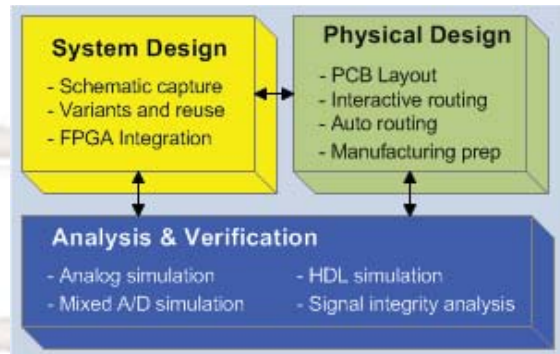 System Design
- Schematic capture
- Variants and reuse
- FPGA Integration
Physical Design
- PCB Layout
- Interactive routing
- Auto routing
- Manufacturing prep
Analysis & Verification
- Analog simulation
- Mixed A/D simulation
- HDL simulation
- Signal integrity analysis